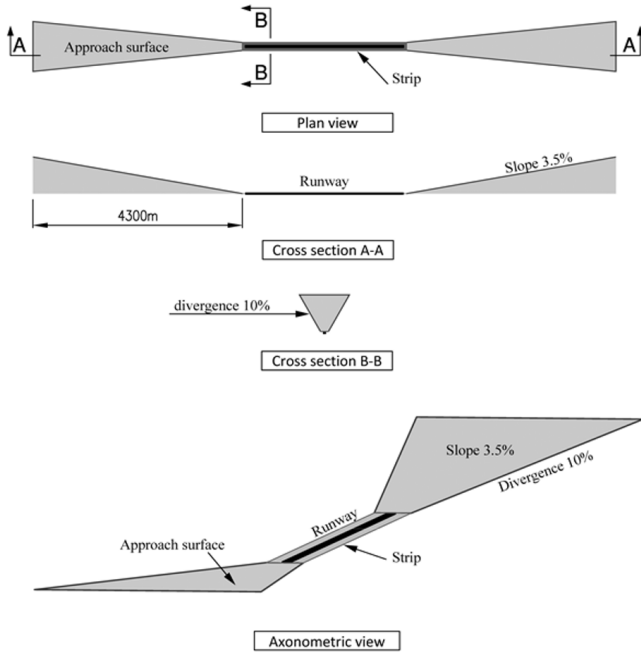 B
A
Approach surface
A
B
Strip
Plan view
Runway
Slope 3.5%
4300m
Cross section A-A
divergence 10%
Cross section B-B
Slope 3.5%
Divergence 10%
Runway
Approach surface
Strip
Axonometric view